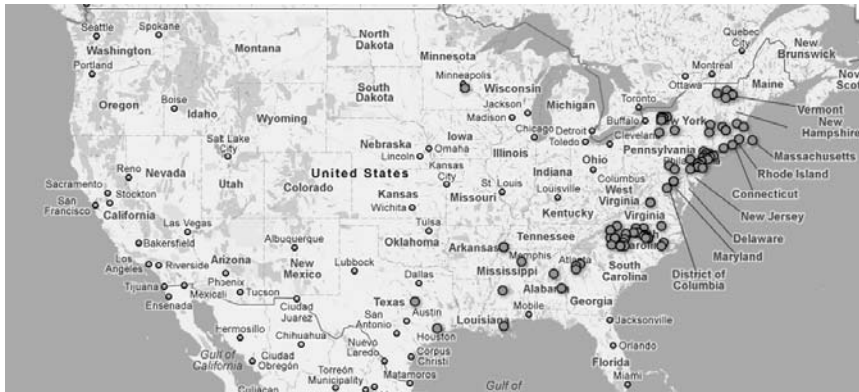 Seattle
Spokane
Washington
Portland
Montana
North
Dakota
Minnesota
Minneapolis
Quebec
City
New
Brunswick
Montreal
Ottawa
Maine
Nov
Scot
Oregon
Boise
Idaho
Wyoming
South
Dakota
Wisconsin
Jackson
Madison
Michigan
Toronto
Buffalo
York
Vermont
New
Hampshire
Massachusetts
Rhode Island
Connecticut
New Jersey
Delaware
Maryland
District of
Columbia
Salt Lake
City
Reno
Nevada
Utah
Sacramento
Stockton
San
Francisco
California
Las Vegas
Bakersfield
Nebraska
Lincoln
Iowa
Omaha
Chicago
Illinois
Detroit
Toledo
Cleveland
Pennsylvania
Phil
Ohio
Columbus
Indiana
United States
Colorado
Kansas
City
Kansas
Wichita
Missouri
St. Louis
Louisville
Kentucky
West
Virginia
Virginia
Los
Angeles
Riverside
Arizona
Phoenix
Tucson
Tijuana
Mexicali
Ensenada
Albuquerque
New
Mexico
Lubbock
Tulsa
Oklahoma
Arkansas
Tennessee
Memphis
Carolina
South
Carolina
Atlanta
Mississippi
Alabama
Georgia
Dallas
Texas
Austin
San
Antonio
Houston
Louisiana
Mobile
Jacksonville
Orlando
Florida
Miami
Ciudad
Juarez
Hermosillo
Chihuahua
Gulf of
California
Ciudad
Obregón
Culiacan
Torreón
Municipality
Nuevo
Laredo
Corpus
Christi
Matamoros
Gulf of